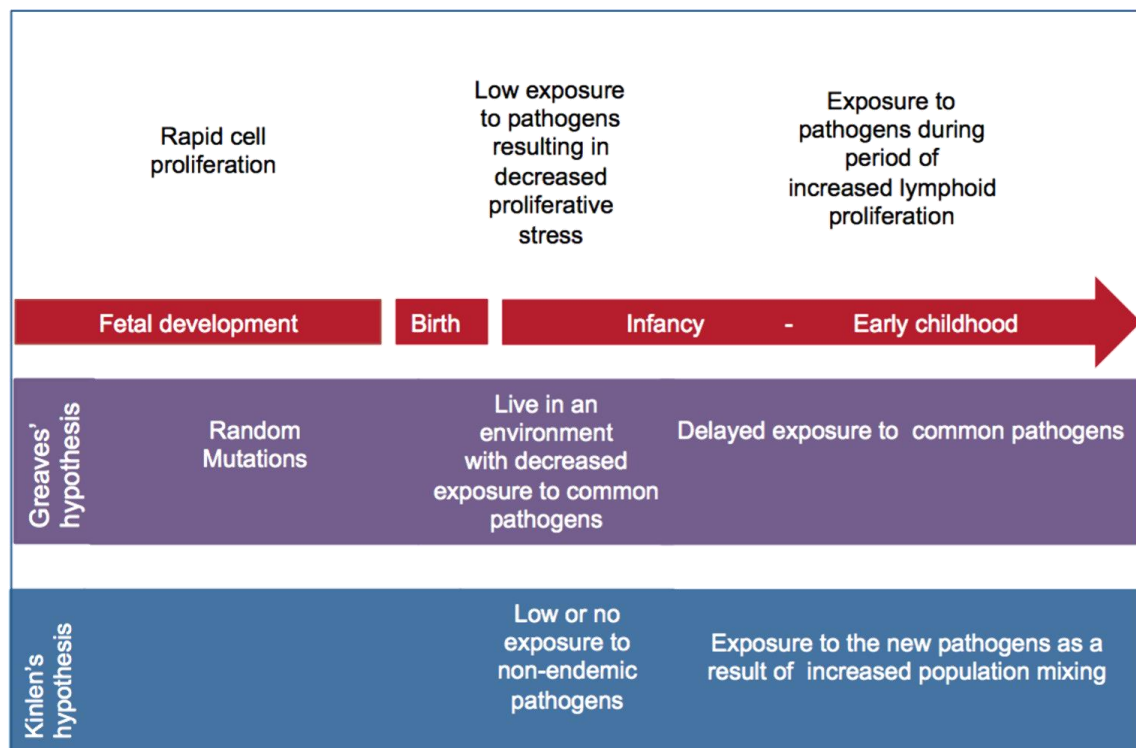 Rapid cell
proliferation
Low exposure
to pathogens
resulting in
decreased
proliferative
stress
Exposure to
pathogens during
period of
increased lymphoid
proliferation
Fetal development
Birth
Infancy - Early childhood
Greaves'
hypothesis
Random
Mutations
Live in an
environment
with decreased
exposure to common
pathogens
Delayed exposure to common pathogens
Kinlen's
hypothesis
Low or no
exposure to
non-endemic
pathogens
Exposure to the new pathogens as a
result of increased population mixing